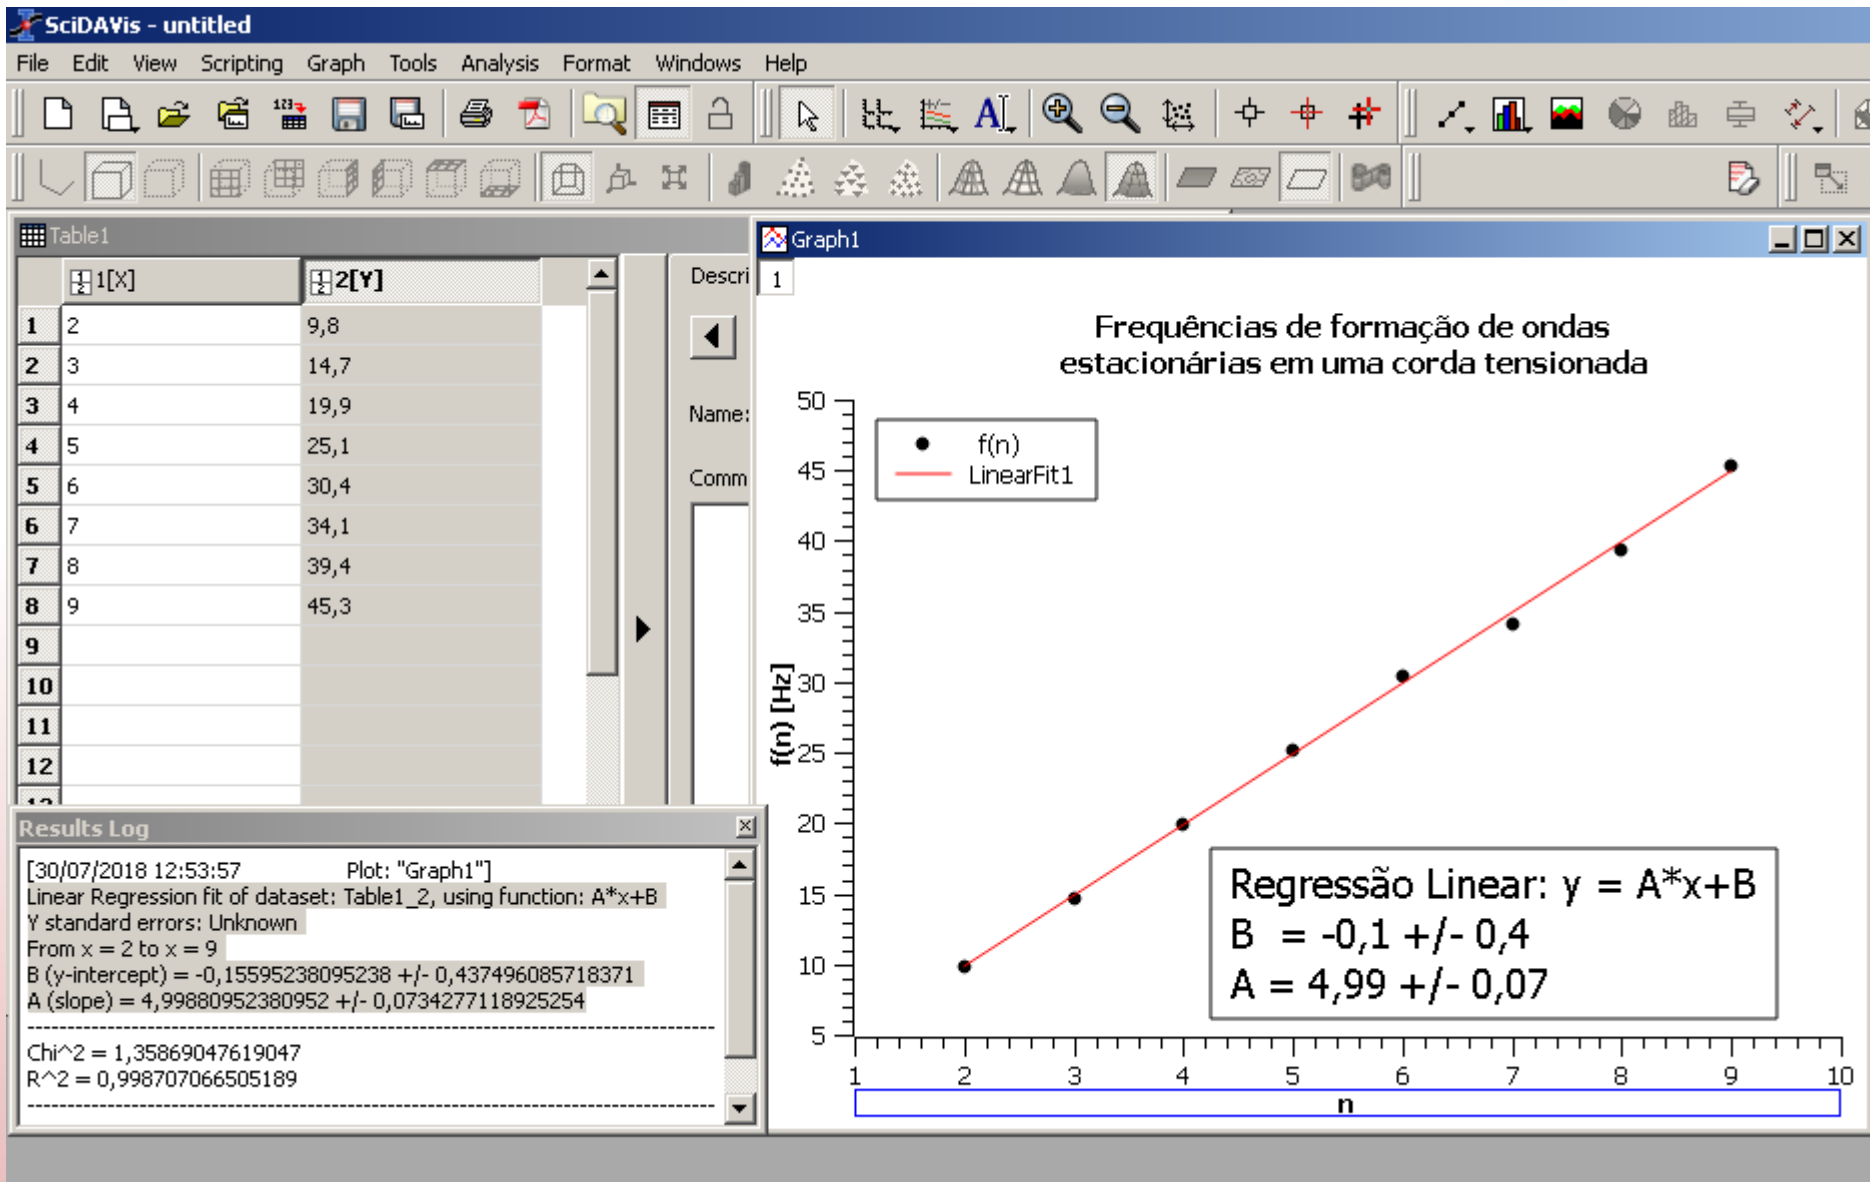 SciDAVis - untitled
File Edit View Scripting Graph Tools Analysis Format Windows Help
Table1
1[X] 2[Y]
1 2 9,8
2 3 14,7
3 4 19,9
4 5 25,1
5 6 30,4
6 7 34,1
7 8 39,4
8 9 45,3
9
10
11
12
Descri
Name:
Comm
Results Log
[30/07/2018 12:53:57 Plot: "Graph1"]
Linear Regression fit of dataset: Table1_2, using function: A*x+B
Y standard errors: Unknown
From x = 2 to x = 9
B (y-intercept) = -0,15595238095238 +/- 0,437496085718371
A (slope) = 4,99880952380952 +/- 0,0734277118925254
Chi^2 = 1,35869047619047
R^2 = 0,998707066505189
Graph1
1
Frequências de formação de ondas
estacionárias em uma corda tensionada
f(n)
LinearFit1
50
45
40
35
30
25
20
15
10
5
f(n) [Hz]
Regressão Linear: y = A*x+B
B = -0,1 +/- 0,4
A = 4,99 +/- 0,07
1 2 3 4 5 6 7 8 9 10
n